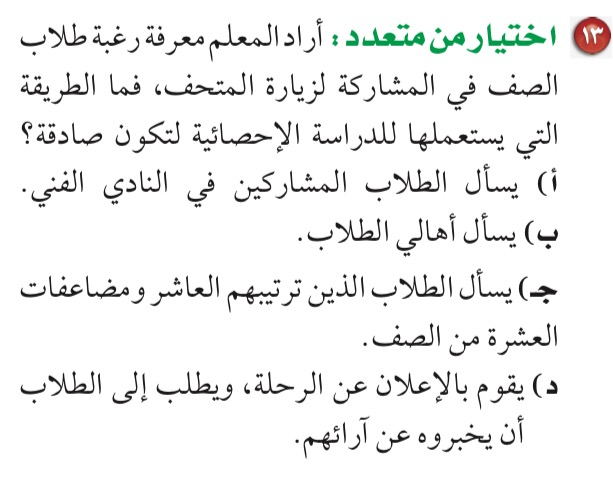 ١٣ اختيار من متعدد : أراد المعلم معرفة رغبة طلاب
الصف في المشاركة لزيارة المتحف، فما الطريقة
التي يستعملها للدراسة الإحصائية لتكون صادقة؟
أ) يسأل الطلاب المشاركين في النادي الفني.
ب) يسأل أهالي الطلاب.
جـ) يسأل الطلاب الذين ترتيبهم العاشر ومضاعفات
العشرة من الصف.
د) يقوم بالإعلان عن الرحلة، ويطلب إلى الطلاب
أن يخبروه عن آرائهم.